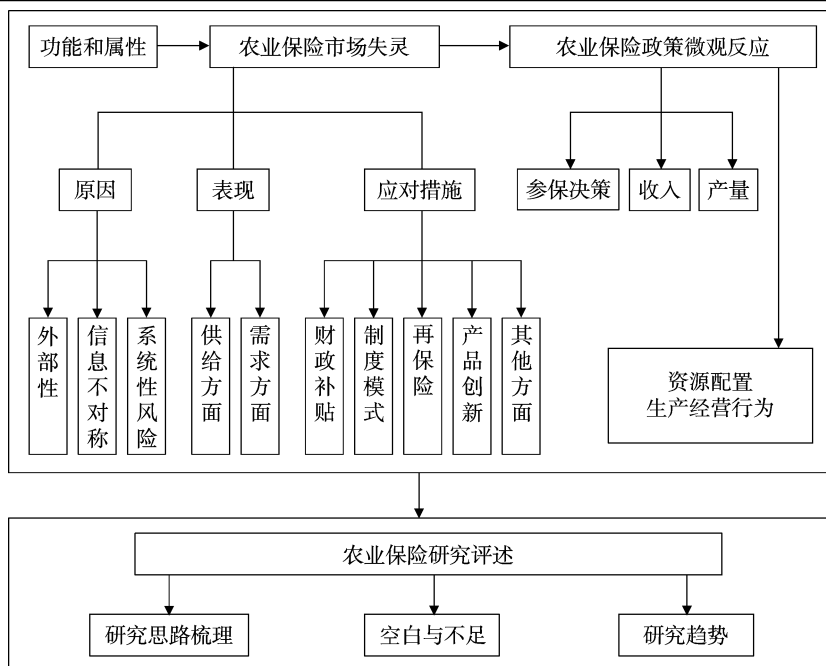 功能和属性
农业保险市场失灵
农业保险政策微观反应
原因
表现
应对措施
参保决策
收入
产量
外部性
信息不对称
系统性风险
供给方面
需求方面
财政补贴
制度模式
再保险
产品创新
其他方面
资源配置
生产经营行为
农业保险研究评述
研究思路梳理
空白与不足
研究趋势